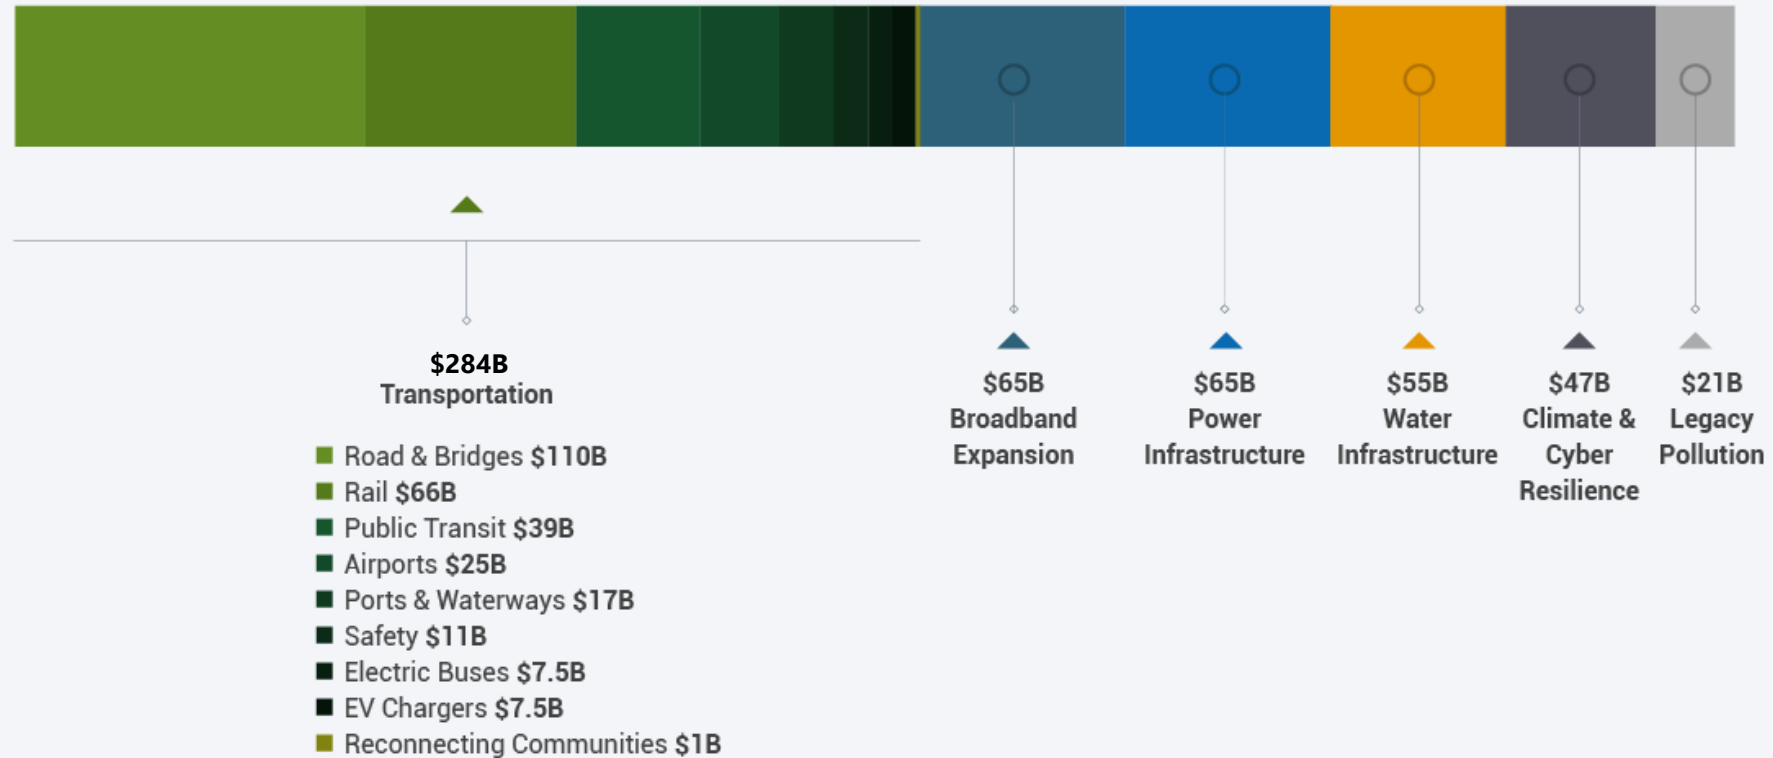 $284B
Transportation
Road & Bridges $110B
Rail $66B
Public Transit $39B
Airports $25B
Ports & Waterways $17B
Safety $11B
Electric Buses $7.5B
EV Chargers $7.5B
Reconnecting Communities $1B
$65B
Broadband
Expansion
$65B
Power
Infrastructure
$55B
Water
Infrastructure
$47B
Climate &
Cyber
Resilience
$21B
Legacy
Pollution